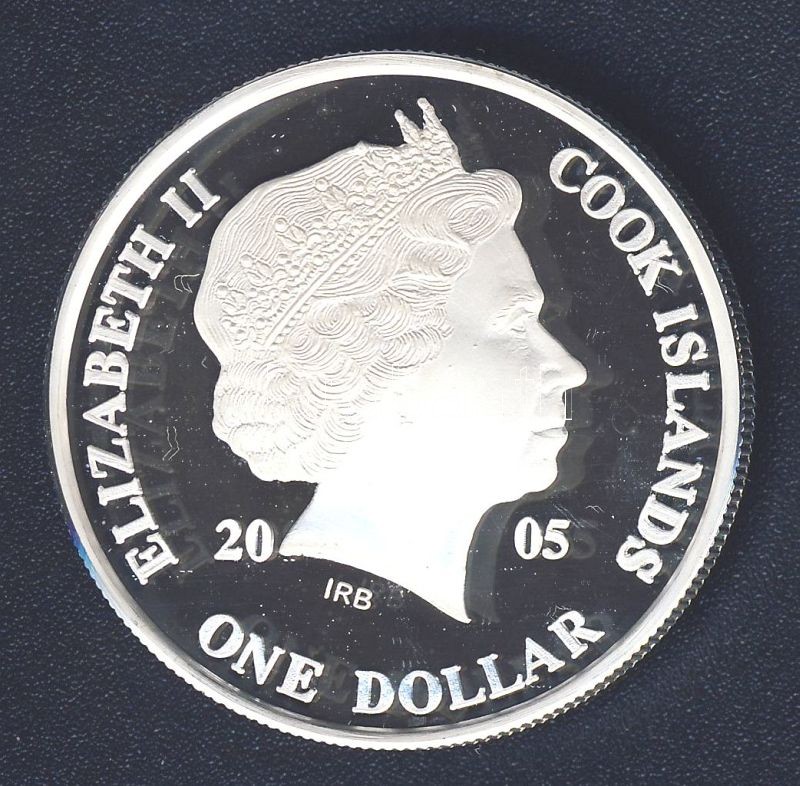 ELIZABETH II
COOK ISLANDS
20 05
IRB
ONE DOLLAR